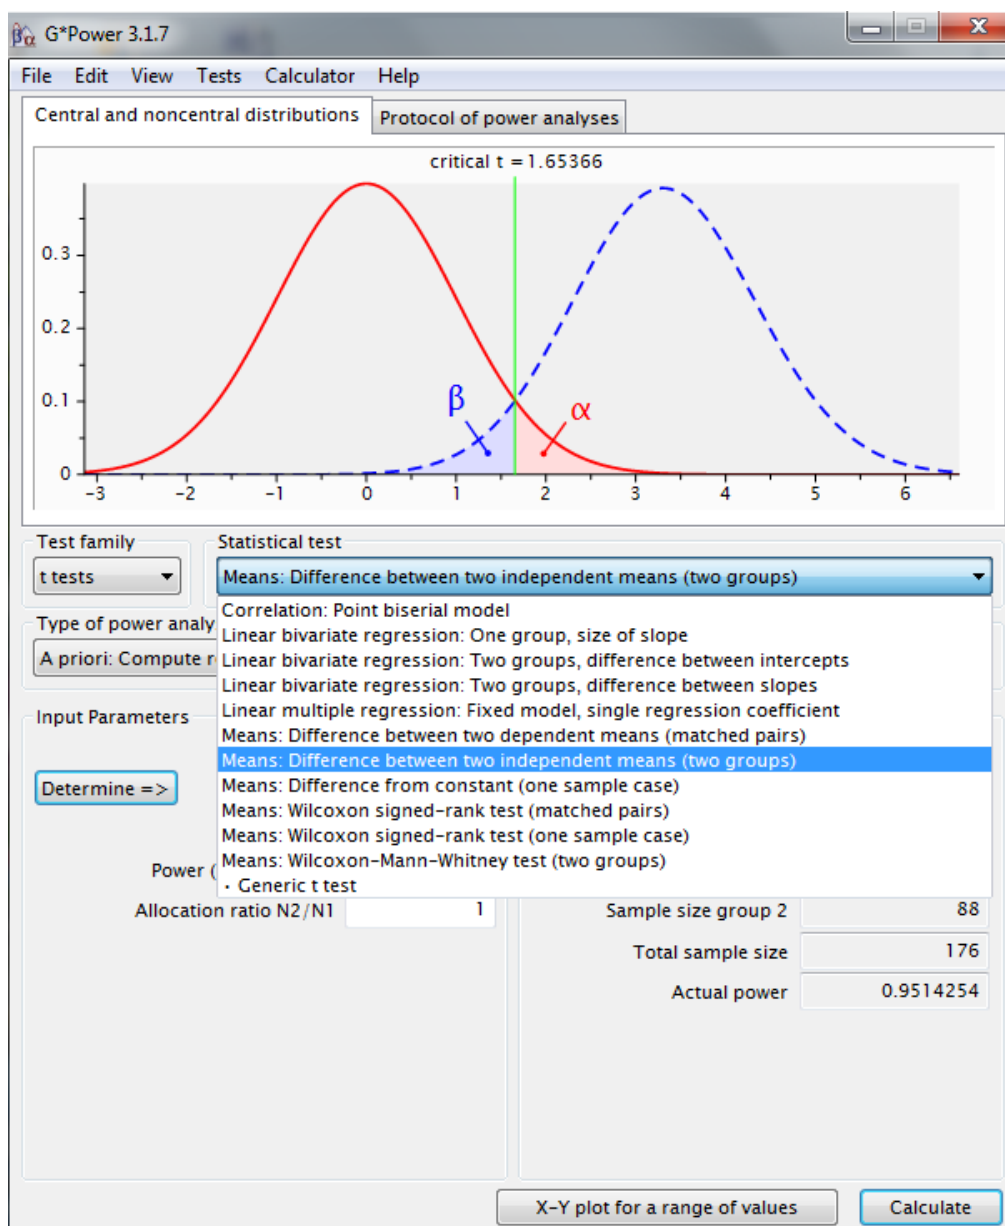 G*Power 3.1.7
File Edit View Tests Calculator Help
Central and noncentral distributions Protocol of power analyses
critical t = 1.65366
0.3
0.2
0.1
0
β α
-3 -2 -1 0 1 2 3 4 5 6
Test family Statistical test
t tests Means: Difference between two independent means (two groups)
Correlation: Point biserial model
Type of power analy
Linear bivariate regression: One group, size of slope
A priori: Compute r
Linear bivariate regression: Two groups, difference between intercepts
Linear bivariate regression: Two groups, difference between slopes
Input Parameters
Linear multiple regression: Fixed model, single regression coefficient
Means: Difference between two dependent means (matched pairs)
Means: Difference between two independent means (two groups)
Determine =>
Means: Difference from constant (one sample case)
Means: Wilcoxon signed-rank test (matched pairs)
Means: Wilcoxon signed-rank test (one sample case)
Power (
Means: Wilcoxon-Mann-Whitney test (two groups)
· Generic t test
Allocation ratio N2/N1 1 Sample size group 2 88
Total sample size 176
Actual power 0.9514254
X-Y plot for a range of values Calculate